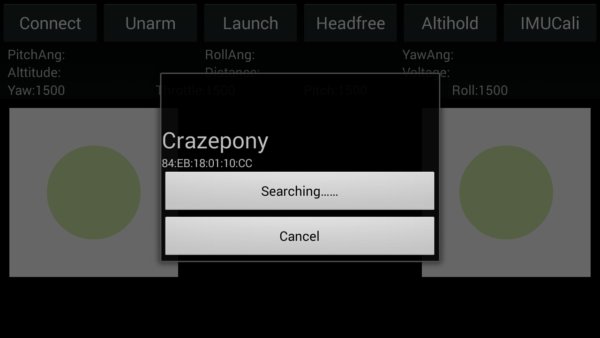 Connect Unarm Launch Headfree Altihold IMUCali
PitchAng: RollAng: YawAng:
Alttitude: Distance: Voltage:
Yaw:1500 Throttle:1500 Pitch:1500 Roll:1500
Crazepony
84:EB:18:01:10:CC
Searching......
Cancel